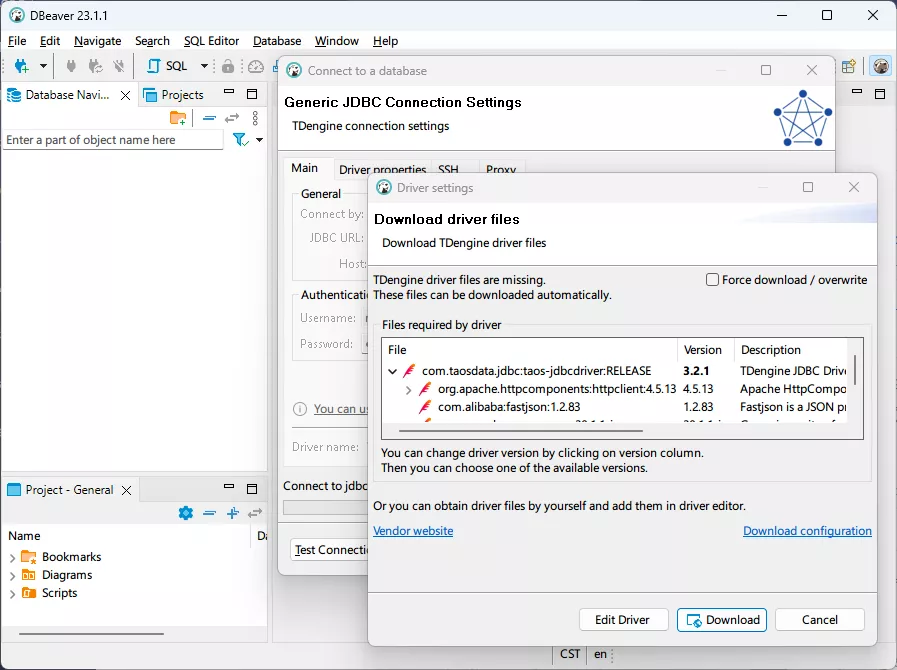 DBeaver 23.1.1
File Edit Navigate Search SQL Editor Database Window Help
SQL
Database Navi...
Projects
Enter a part of object name here
Connect to a database
Generic JDBC Connection Settings
TDengine connection settings
Main Driver properties SSH Proxy
General
Connect by:
JDBC URL:
Host:
Authenticati
Username:
Password:
You can us
Driver name:
Connect to jdbc
Test Connecti
Driver settings
Download driver files
Download TDengine driver files
TDengine driver files are missing.
These files can be downloaded automatically.
Force download / overwrite
Files required by driver
File Version Description
com.taosdata.jdbc:taos-jdbcdriver:RELEASE 3.2.1 TDengine JDBC Drive
org.apache.httpcomponents:httpclient:4.5.13 4.5.13 Apache HttpCompo
com.alibaba:fastjson:1.2.83 1.2.83 Fastjson is a JSON pr
You can change driver version by clicking on version column.
Then you can choose one of the available versions.
Or you can obtain driver files by yourself and add them in driver editor.
Vendor website
Download configuration
Edit Driver
Download
Cancel
Project - General
Name
Bookmarks
Diagrams
Scripts
CST en